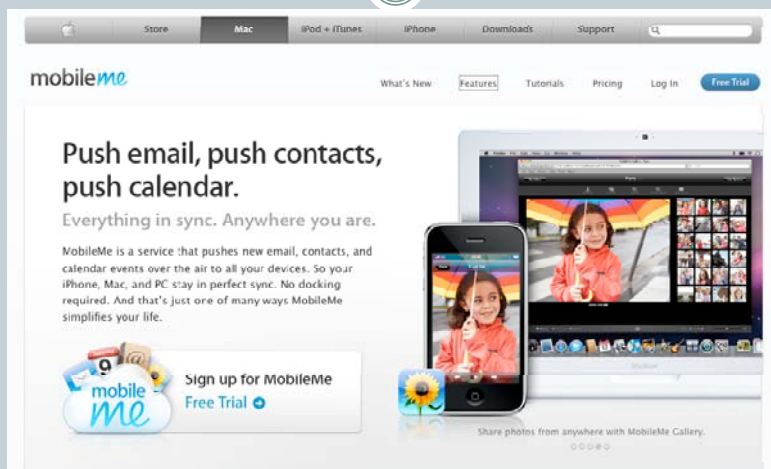 Store Mac iPod + iTunes iPhone Downloads Support
mobileme
What's New Features Tutorials Pricing Log In Free Trial
Push email, push contacts,
push calendar.
Everything in sync. Anywhere you are.
MobileMe is a service that pushes new email, contacts, and
calendar events over the air to all your devices. So your
iPhone, Mac, and PC stay in perfect sync. No docking
required. And that's just one of many ways MobileMe
simplifies your life.
9
@
mobile
me
Sign up for MobileMe
Free Trial
Share photos from anywhere with MobileMe Gallery.